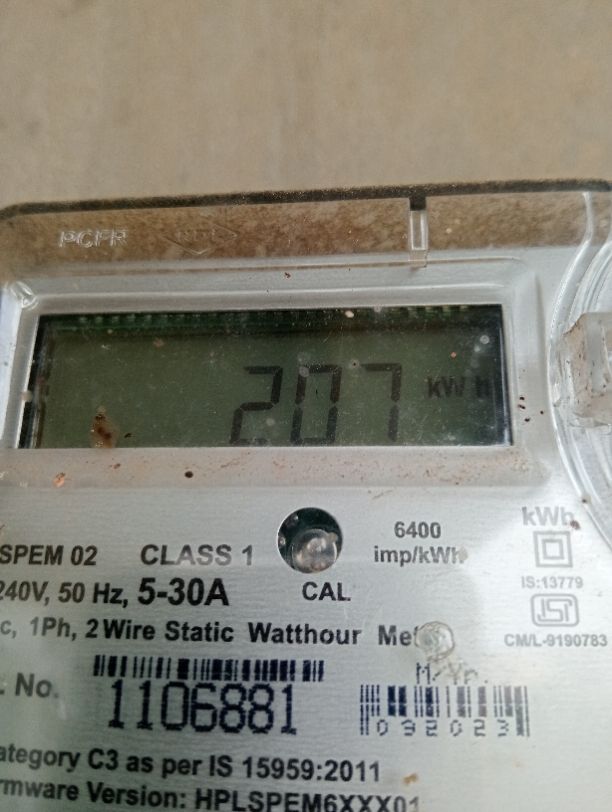 PCFR
207 kWh
SPEM 02 CLASS 1
6400
imp/kWh
kWh
240V, 50 Hz, 5-30A
CAL
IS:13779
c, 1Ph, 2 Wire Static Watthour
CM/L-9190783
. No.
1106881
M/Yr.
092023
ategory C3 as per IS 15959:2011
rmware Version: HPLSPEM6XXX01